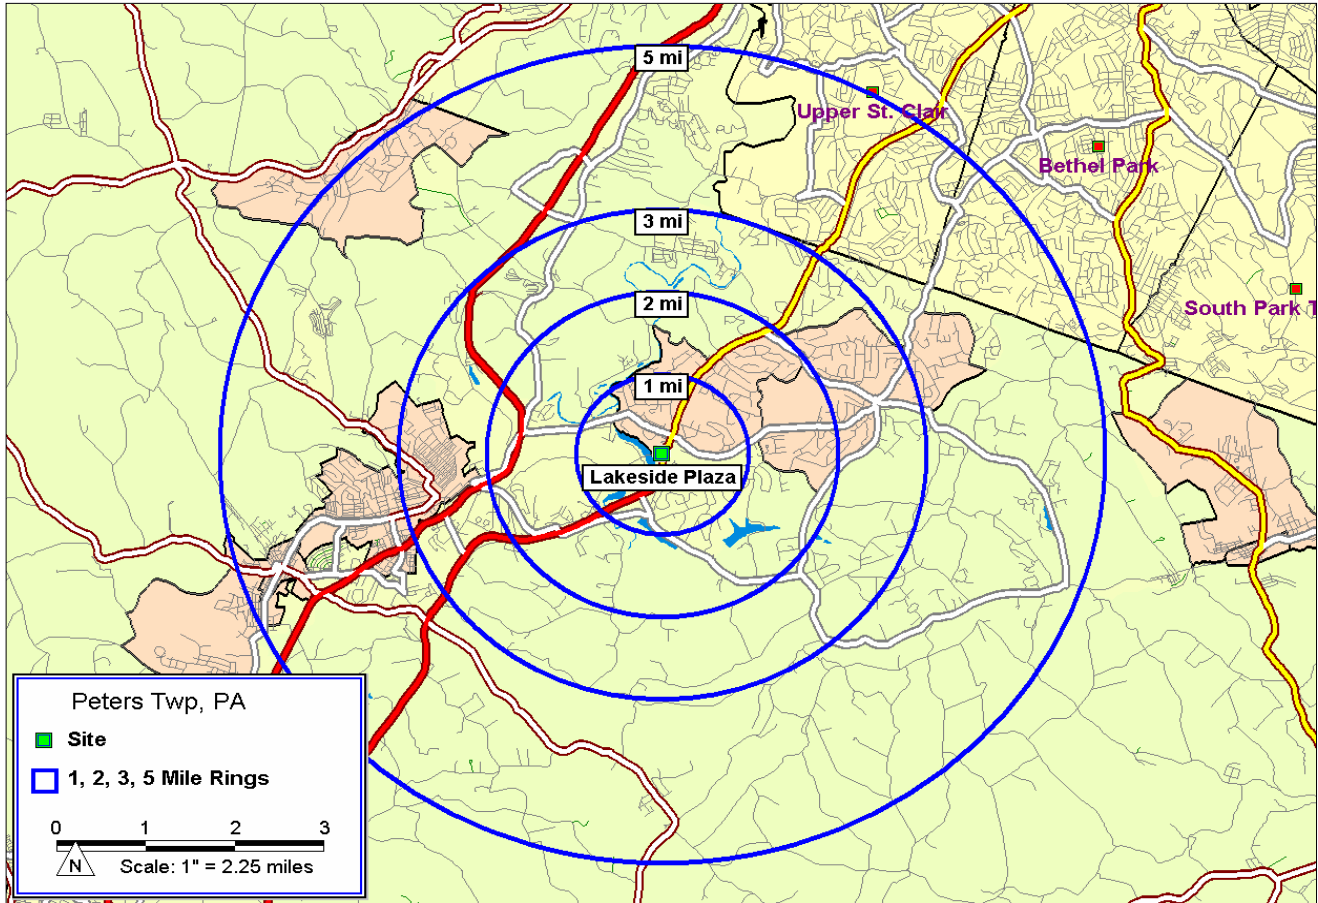 5 mi
Upper St. Clair
Bethel Park
3 mi
2 mi
South Park T
1 mi
Lakeside Plaza
Peters Twp, PA
Site
1, 2, 3, 5 Mile Rings
0 1 2 3
N
Scale: 1" = 2.25 miles